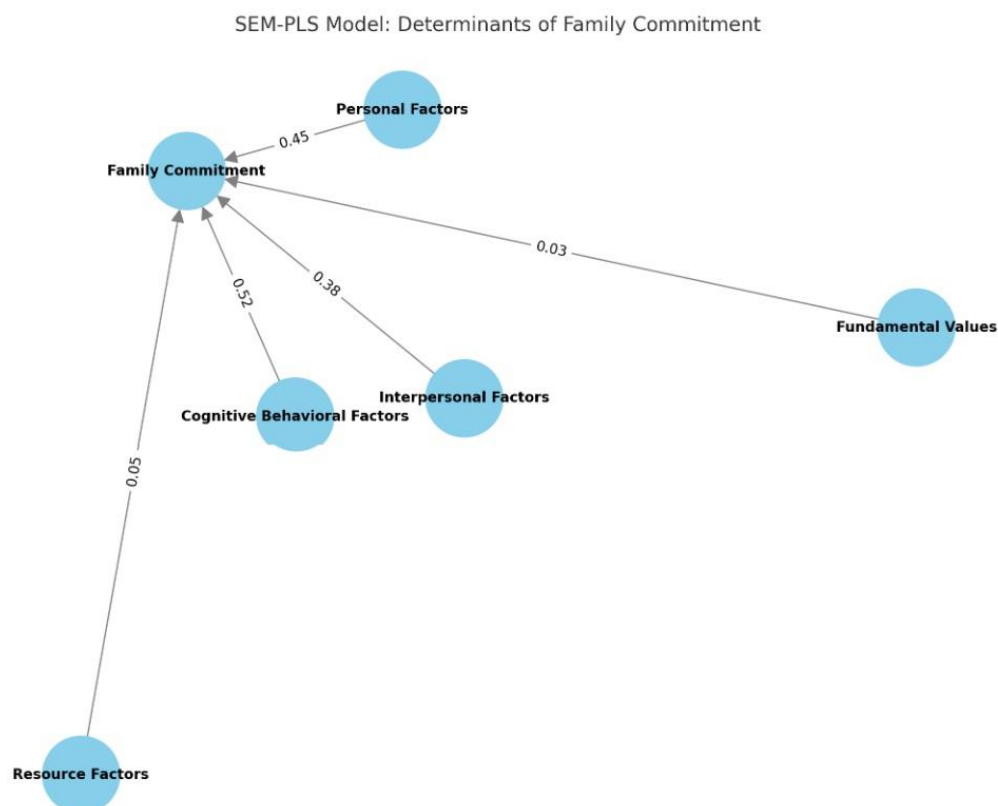 SEM-PLS Model: Determinants of Family Commitment
Personal Factors
0.45
Family Commitment
0.03
0.52
0.38
Fundamental Values
Interpersonal Factors
Cognitive Behavioral Factors
0.05
Resource Factors